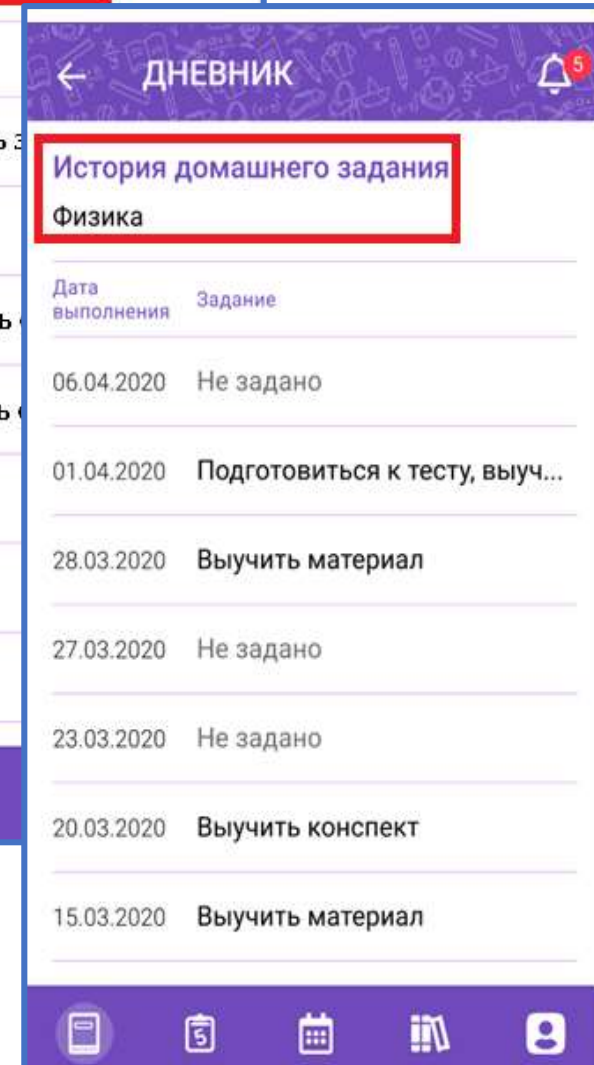 ДНЕВНИК
5
История домашнего задания
Физика
Дата выполнения Задание
06.04.2020 Не задано
01.04.2020 Подготовиться к тесту, выуч...
28.03.2020 Выучить материал
27.03.2020 Не задано
23.03.2020 Не задано
20.03.2020 Выучить конспект
15.03.2020 Выучить материал
5